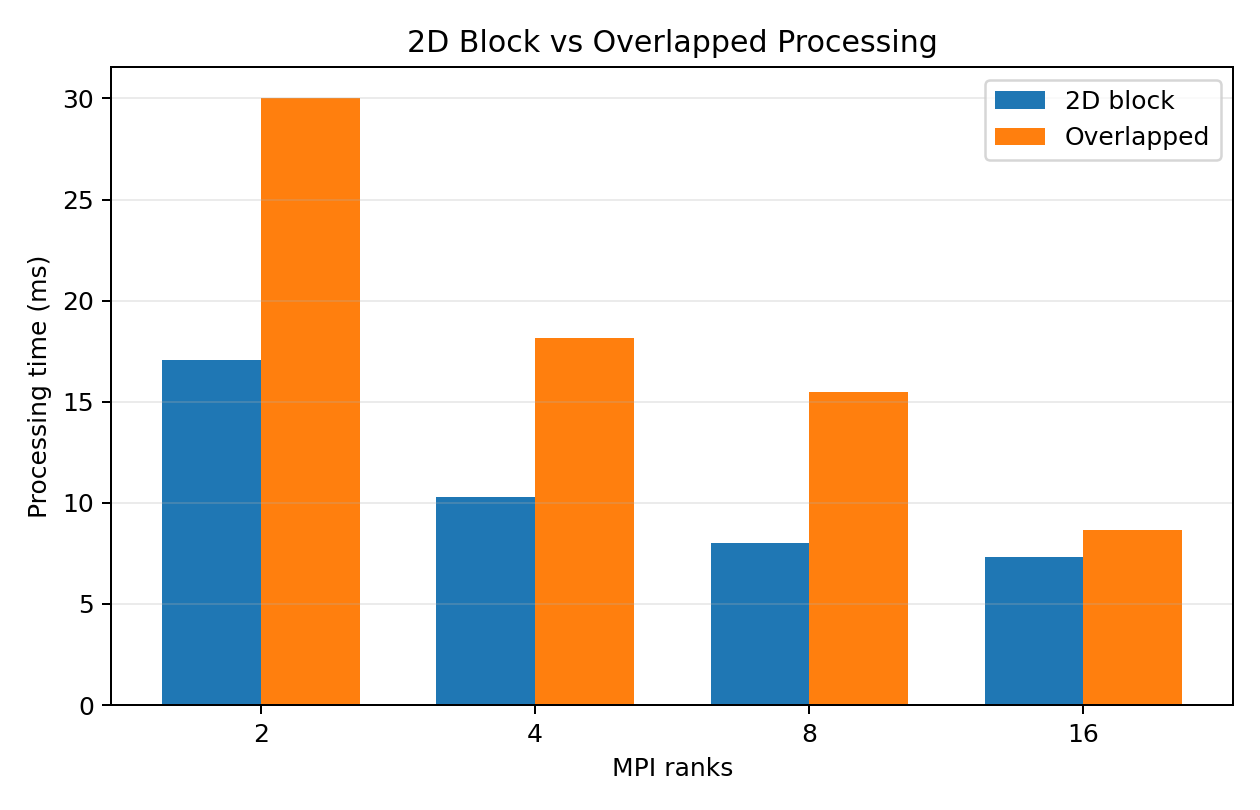 2D Block vs Overlapped Processing
2D block
Overlapped
Processing time (ms)
30
25
20
15
10
5
0
2 4 8 16
MPI ranks